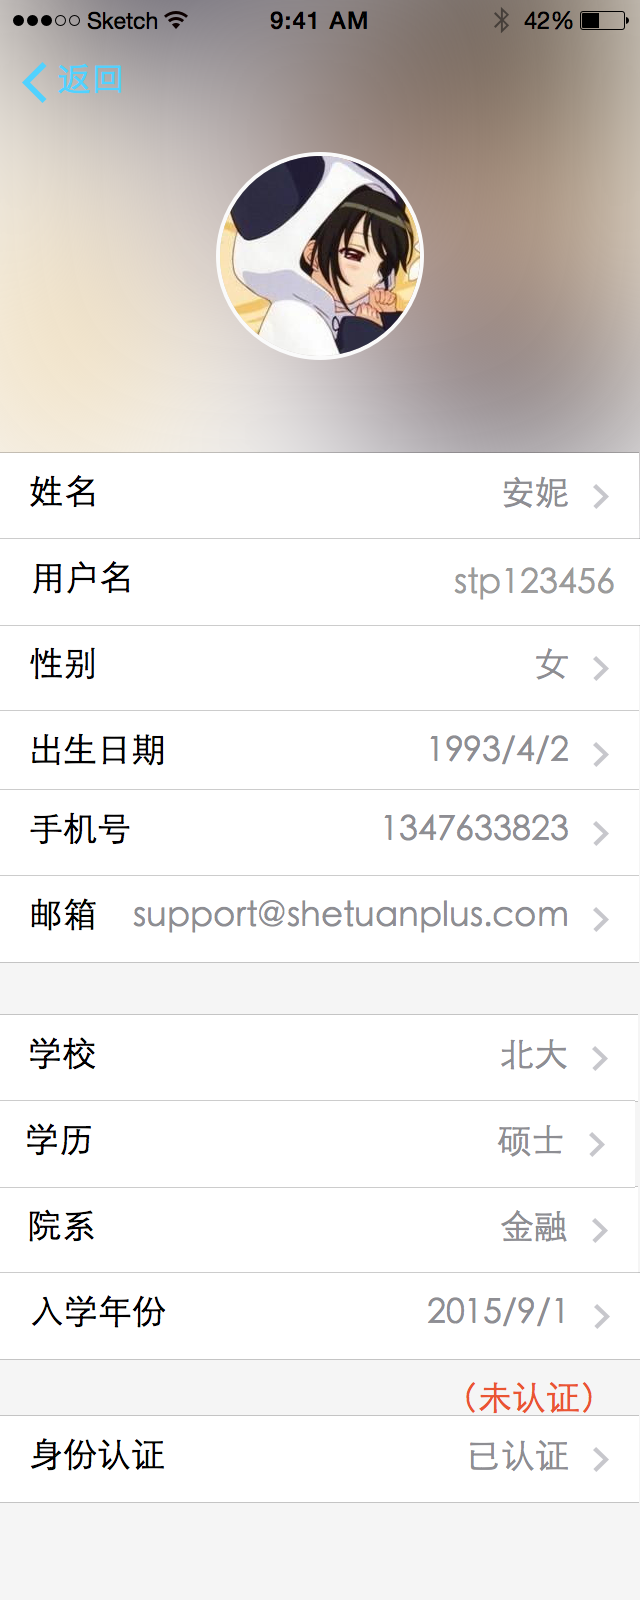 Sketch 9:41 AM 42%
返回
姓名 安妮
用户名 stp123456
性别 女
出生日期 1993/4/2
手机号 1347633823
邮箱 support@shetuanplus.com
学校 北大
学历 硕士
院系 金融
入学年份 2015/9/1
（未认证）
身份认证 已认证